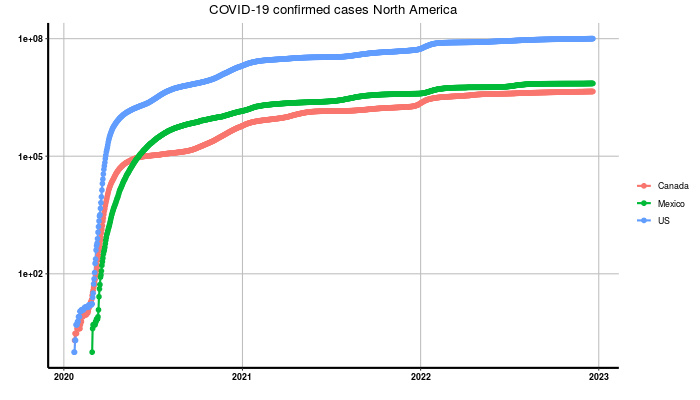 COVID-19 confirmed cases North America
1e+08
1e+05
1e+02
2020 2021 2022 2023
Canada
Mexico
US